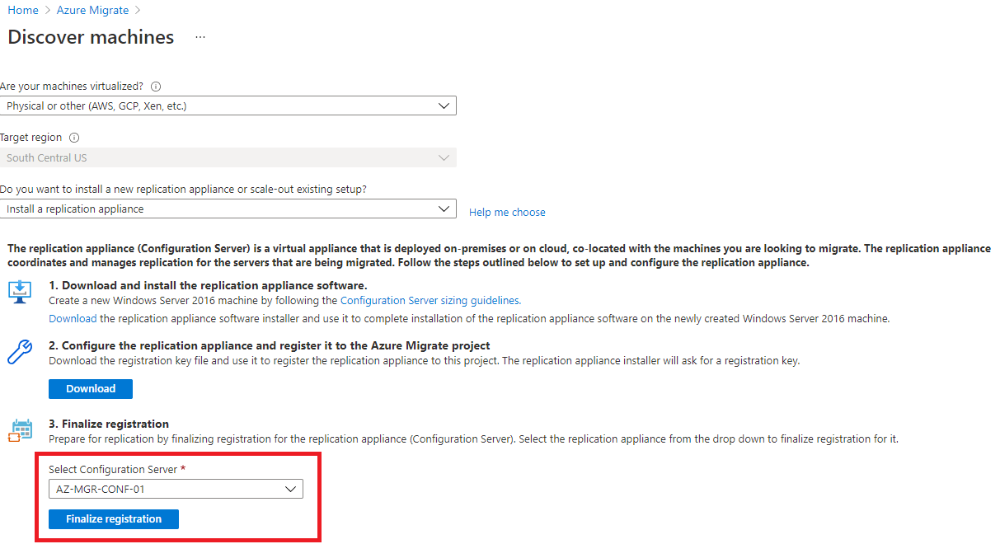 Home > Azure Migrate >
Discover machines ...
Are your machines virtualized?
Physical or other (AWS, GCP, Xen, etc.)
Target region
South Central US
Do you want to install a new replication appliance or scale-out existing setup?
Install a replication appliance
Help me choose
The replication appliance (Configuration Server) is a virtual appliance that is deployed on-premises or on cloud, co-located with the machines you are looking to migrate. The replication appliance
coordinates and manages replication for the servers that are being migrated. Follow the steps outlined below to set up and configure the replication appliance.
1. Download and install the replication appliance software.
Create a new Windows Server 2016 machine by following the Configuration Server sizing guidelines.
Download the replication appliance software installer and use it to complete installation of the replication appliance software on the newly created Windows Server 2016 machine.
2. Configure the replication appliance and register it to the Azure Migrate project
Download the registration key file and use it to register the replication appliance to this project. The replication appliance installer will ask for a registration key.
Download
3. Finalize registration
Prepare for replication by finalizing registration for the replication appliance (Configuration Server). Select the replication appliance from the drop down to finalize registration for it.
Select Configuration Server *
AZ-MGR-CONF-01
Finalize registration